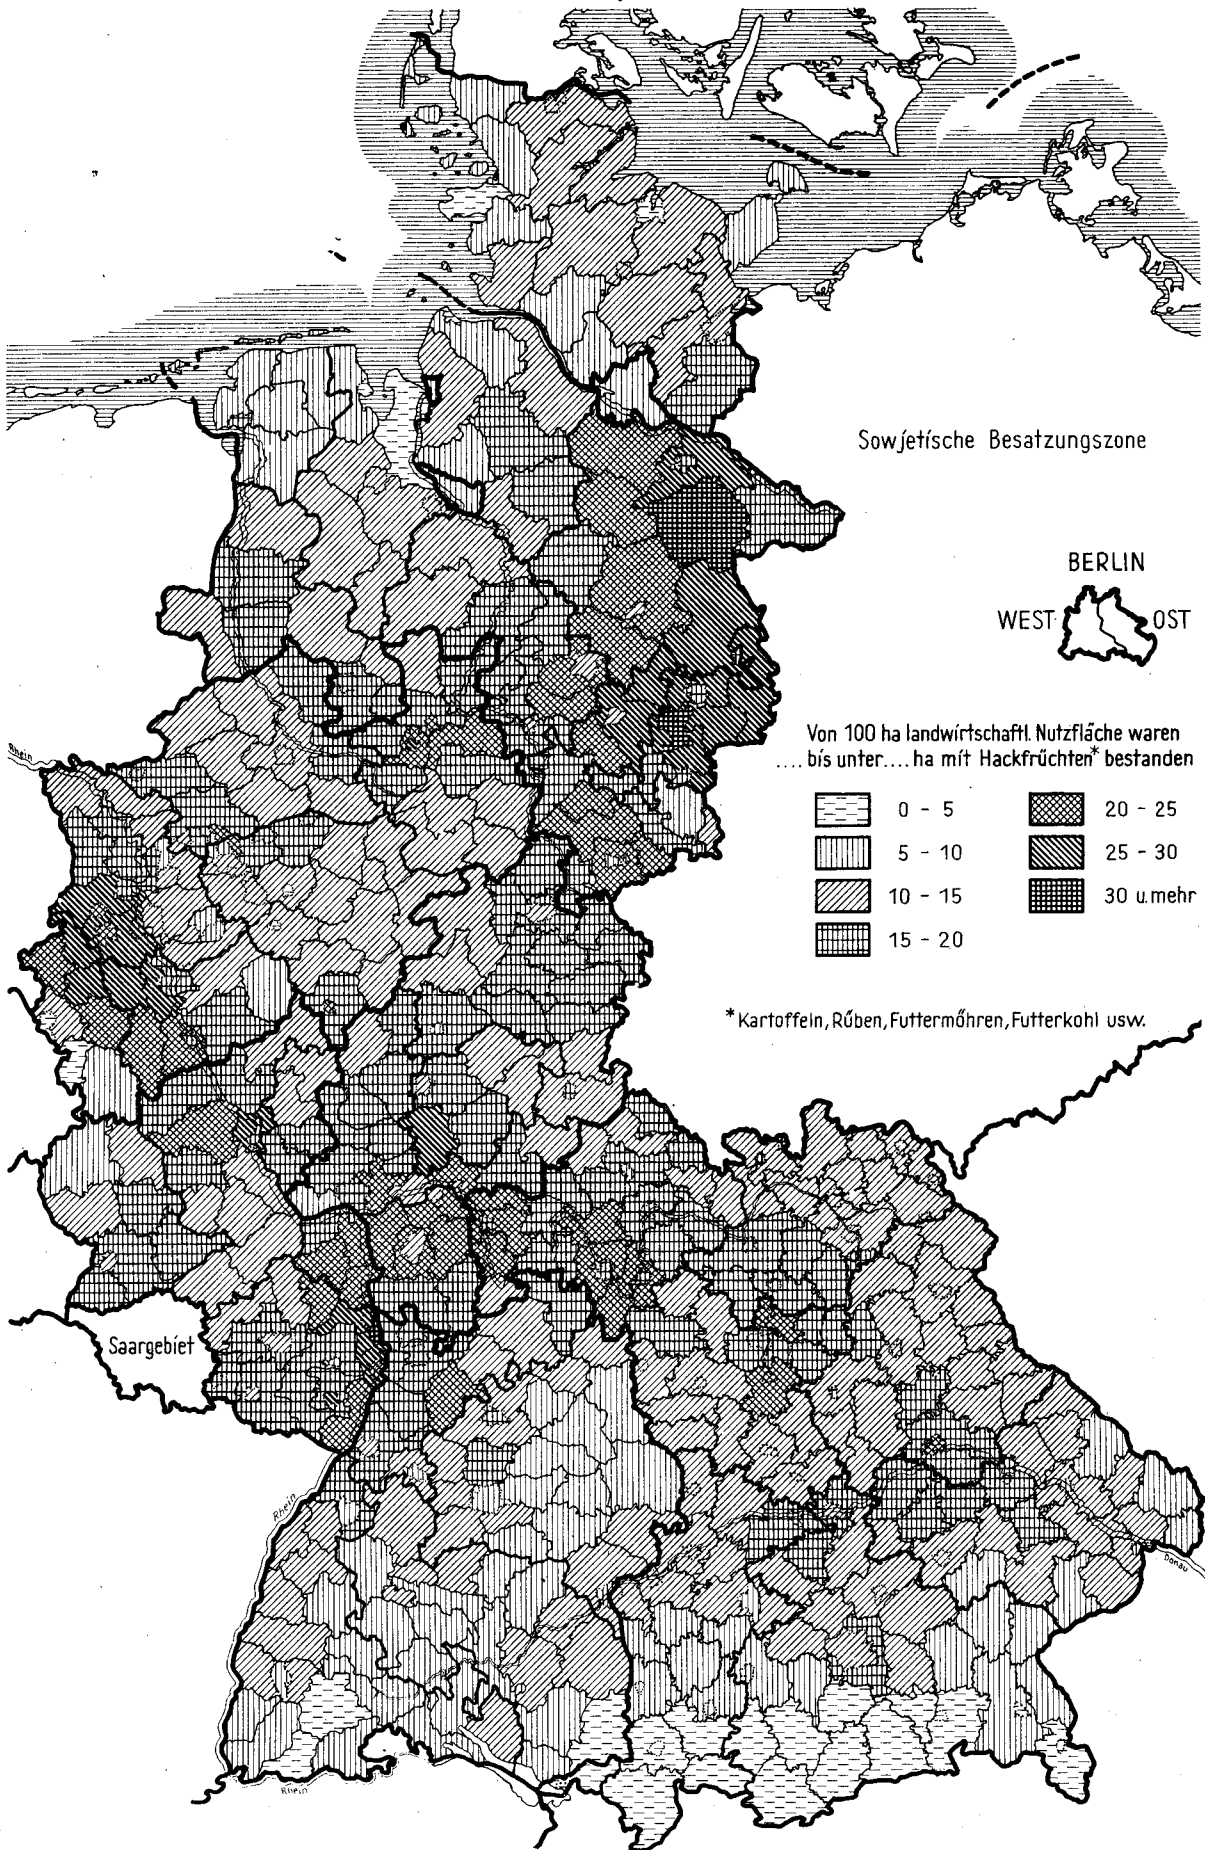 Sowjetische Besatzungszone
BERLIN
WEST OST
Rhein
Von 100 ha landwirtschaftl. Nutzfläche waren
.... bis unter.... ha mit Hackfrüchten* bestanden
0 - 5
20 - 25
5 - 10
25 - 30
10 - 15
30 u. mehr
15 - 20
*Kartoffeln, Rüben, Futtermöhren, Futterkohl usw.
Saargebiet
Rhein
Donau
Rhein